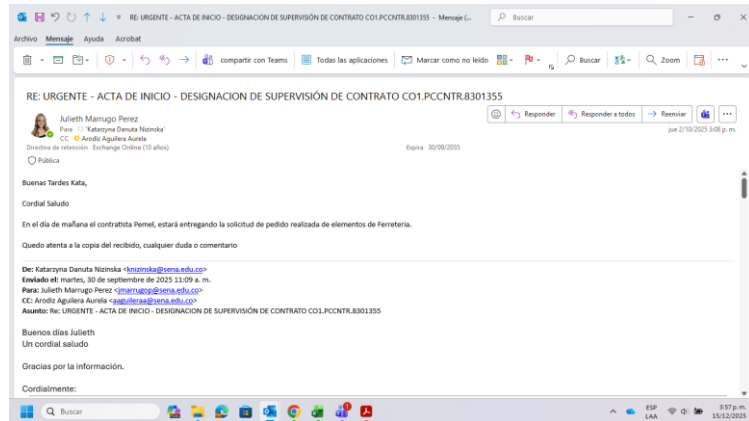 RE: URGENTE - ACTA DE INICIO - DESIGNACION DE SUPERVISIÓN DE CONTRATO CO1.PCCNTR.8301355 - Mensaje (...
Buscar
Archivo Mensaje Ayuda Acrobat
compartir con Teams Todas las aplicaciones Marcar como no leído Buscar Zoom
RE: URGENTE - ACTA DE INICIO - DESIGNACION DE SUPERVISIÓN DE CONTRATO CO1.PCCNTR.8301355
Julieth Marrugo Perez
Para 'Katarzyna Danuta Nizinska'
CC Arodiz Aguilera Aurela
Responder Responder a todos Reenviar
jue 2/10/2025 3:08 p. m.
Directiva de retención Exchange Online (10 años) Expira 30/09/2035
Pública
Buenas Tardes Kata,
Cordial Saludo
En el día de mañana el contratista Pemel, estará entregando la solicitud de pedido realizada de elementos de Ferreteria.
Quedo atenta a la copia del recibido, cualquier duda o comentario
De: Katarzyna Danuta Nizinska <knizinska@sena.edu.co>
Enviado el: martes, 30 de septiembre de 2025 11:09 a. m.
Para: Julieth Marrugo Perez <jmarrugop@sena.edu.co>
CC: Arodiz Aguilera Aurela <aaguileraa@sena.edu.co>
Asunto: Re: URGENTE - ACTA DE INICIO - DESIGNACION DE SUPERVISIÓN DE CONTRATO CO1.PCCNTR.8301355
Buenos días Julieth
Un cordial saludo
Gracias por la información.
Cordialmente:
Buscar
ESP
LAA
3:57 p. m.
15/12/2025